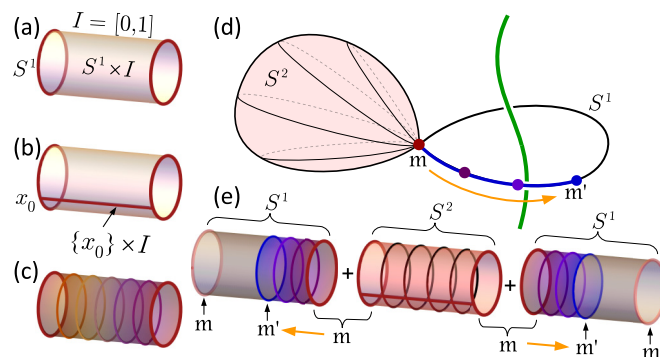 (a)
I = [0,1]
S¹
S¹×I
(b)
x₀
{x₀} × I
(c)
(d)
S²
S¹
m
m'
(e)
S¹
S²
S¹
+
+
m
m'
m
m
m'
m